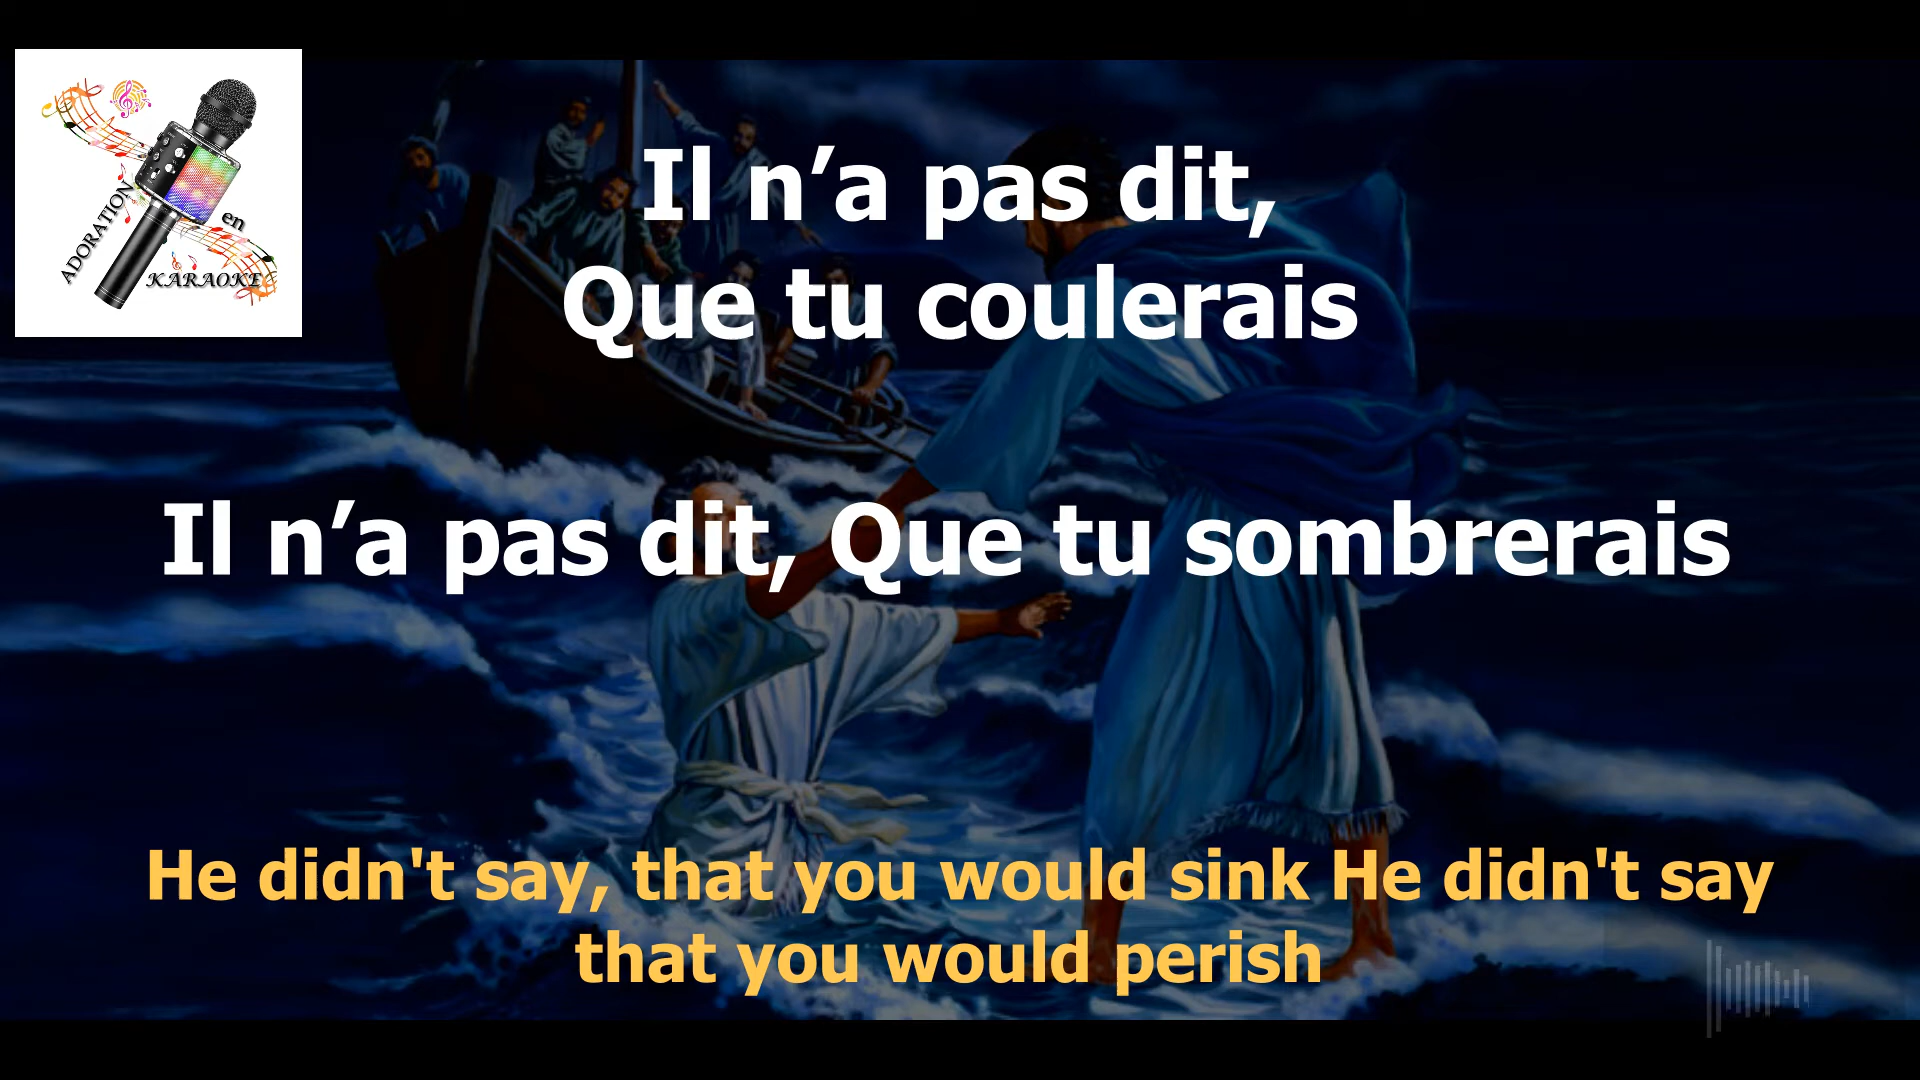 ADORATION
en
KARAOKE
Il n’a pas dit,
Que tu coulerais
Il n’a pas dit, Que tu sombrerais
He didn't say, that you would sink He didn't say
that you would perish